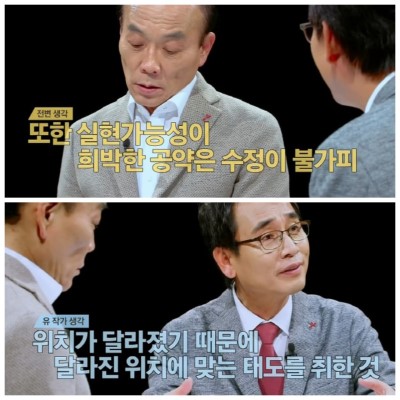 전변 생각
또한 실현가능성이
희박한 공약은 수정이 불가피
유 작가 생각
위치가 달라졌기 때문에
달라진 위치에 맞는 태도를 취한 것